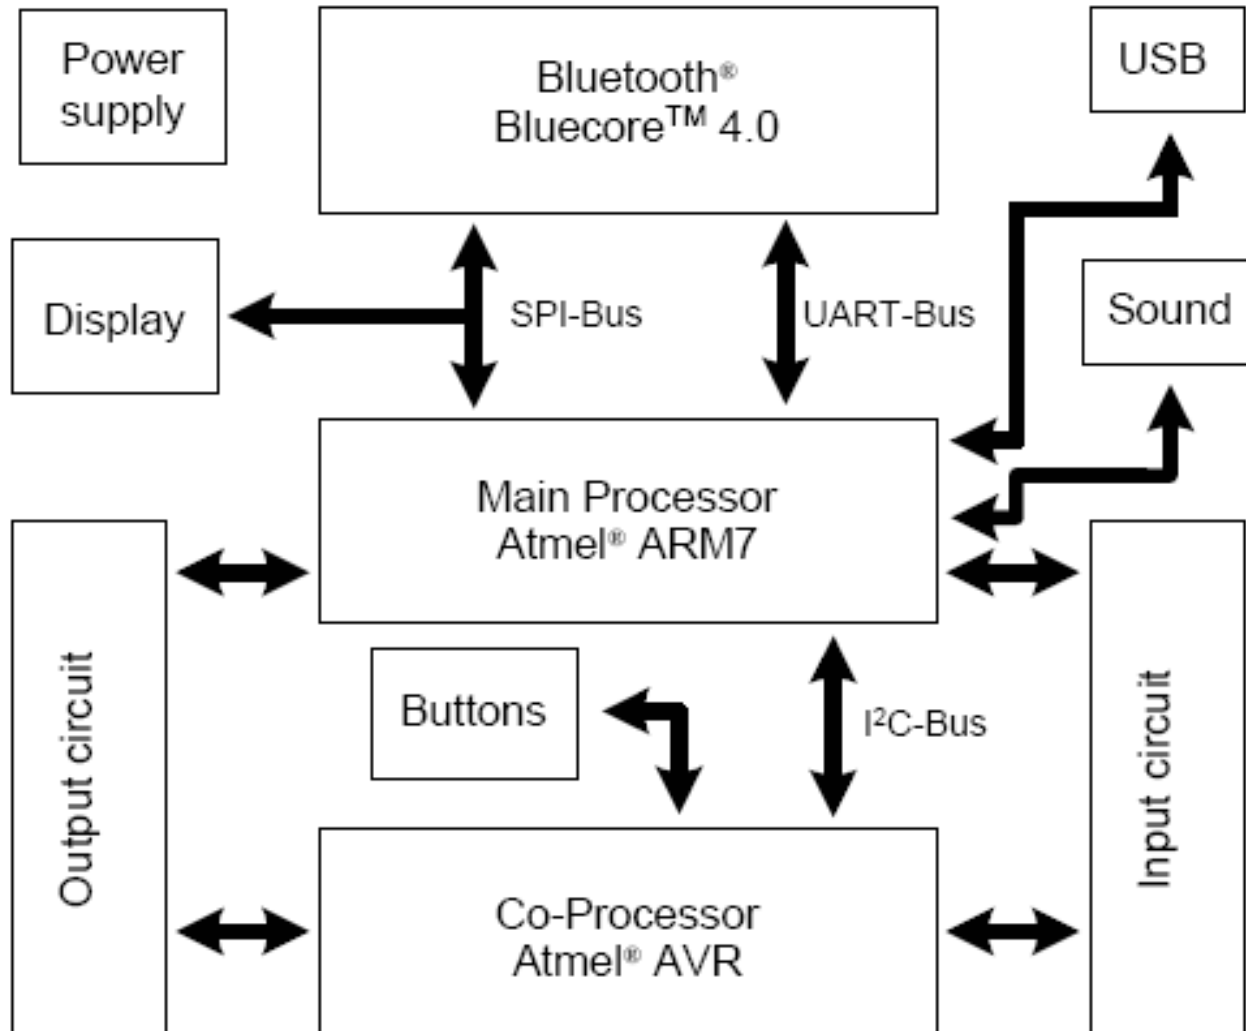 Power
supply
Bluetooth®
Bluecore™ 4.0
USB
Display
SPI-Bus
UART-Bus
Sound
Main Processor
Atmel® ARM7
Output circuit
Buttons
I²C-Bus
Input circuit
Co-Processor
Atmel® AVR